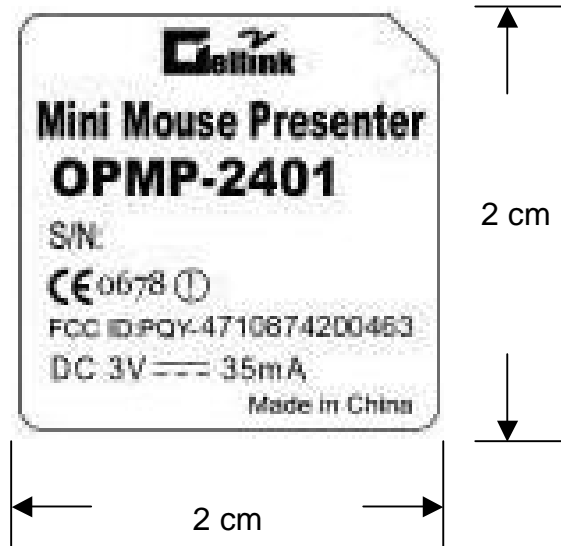 Gellink
Mini Mouse Presenter
OPMP-2401
S/N:
CE 0678 !
FCC ID:PQY-4710874200463
DC 3V 35mA
Made in China
2 cm
2 cm